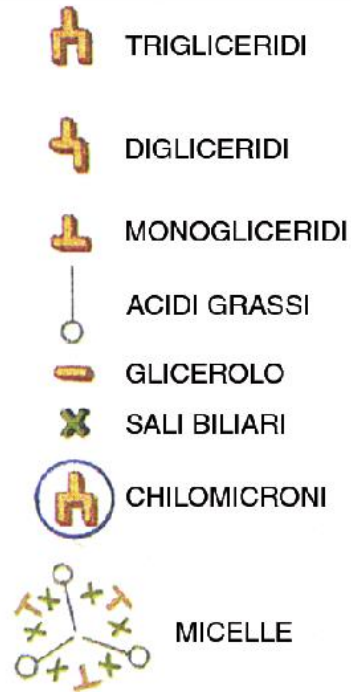 TRIGLICERIDI
DIGLICERIDI
MONOGLICERIDI
ACIDI GRASSI
GLICEROLO
SALI BILIARI
CHILOMICRONI
MICELLE